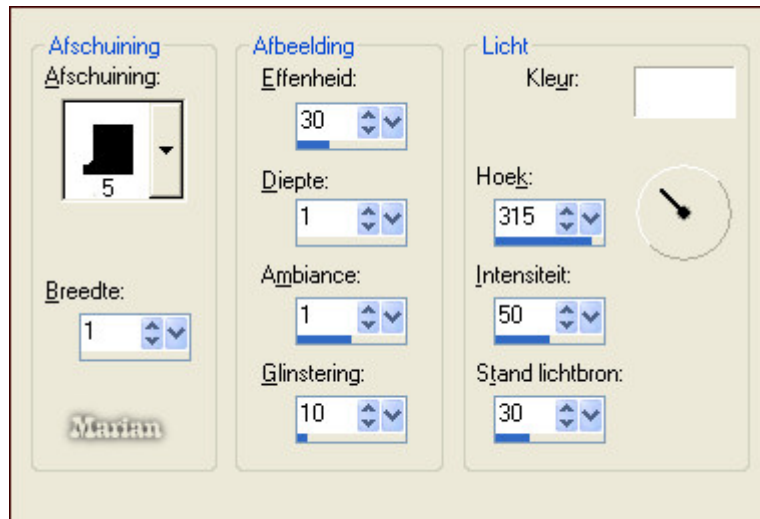 Afschuining
Afschuining:
5
Breedte:
1
Marian
Afbeelding
Effenheid:
30
Diepte:
1
Ambiance:
1
Glinstering:
10
Licht
Kleur:
Hoek:
315
Intensiteit:
50
Stand lichtbron:
30